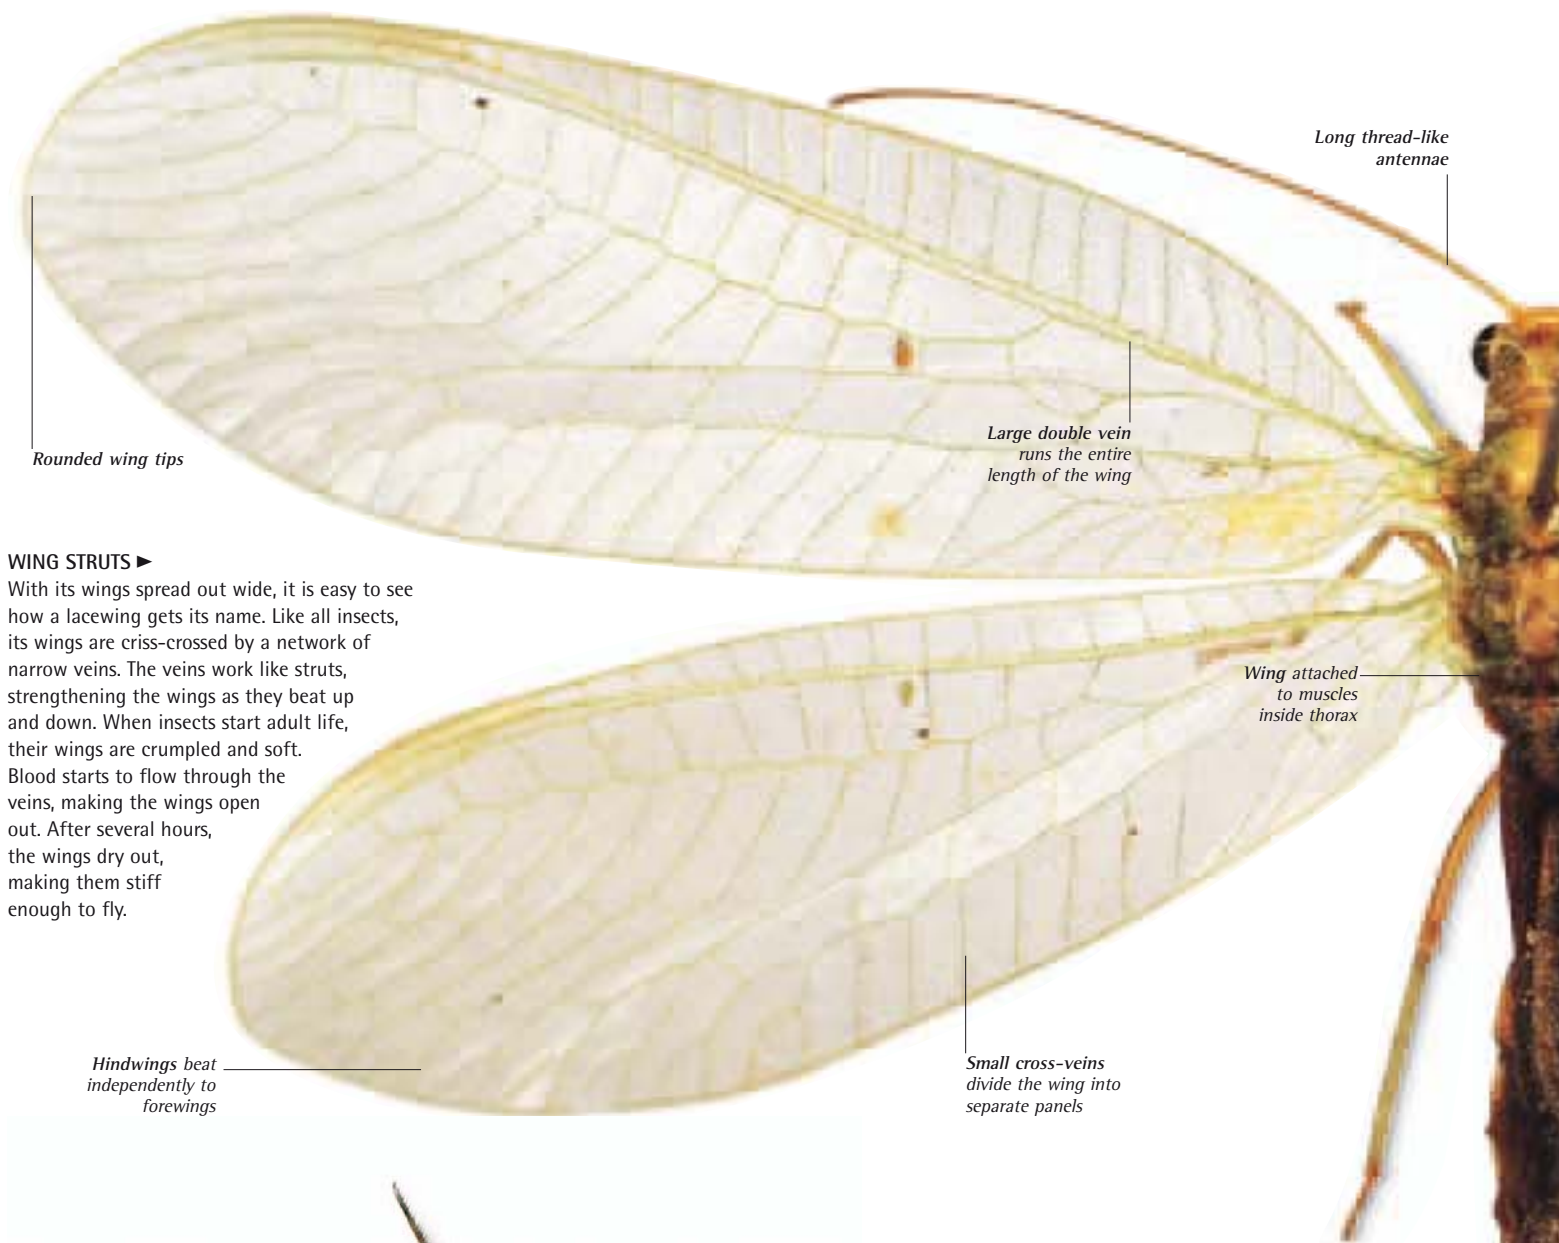 Long thread-like
antennae
Rounded wing tips
Large double vein
runs the entire
length of the wing
WING STRUTS ►
With its wings spread out wide, it is easy to see
how a lacewing gets its name. Like all insects,
its wings are criss-crossed by a network of
narrow veins. The veins work like struts,
strengthening the wings as they beat up
and down. When insects start adult life,
their wings are crumpled and soft.
Blood starts to flow through the
veins, making the wings open
out. After several hours,
the wings dry out,
making them stiff
enough to fly.
Wing attached
to muscles
inside thorax
Hindwings beat
independently to
forewings
Small cross-veins
divide the wing into
separate panels